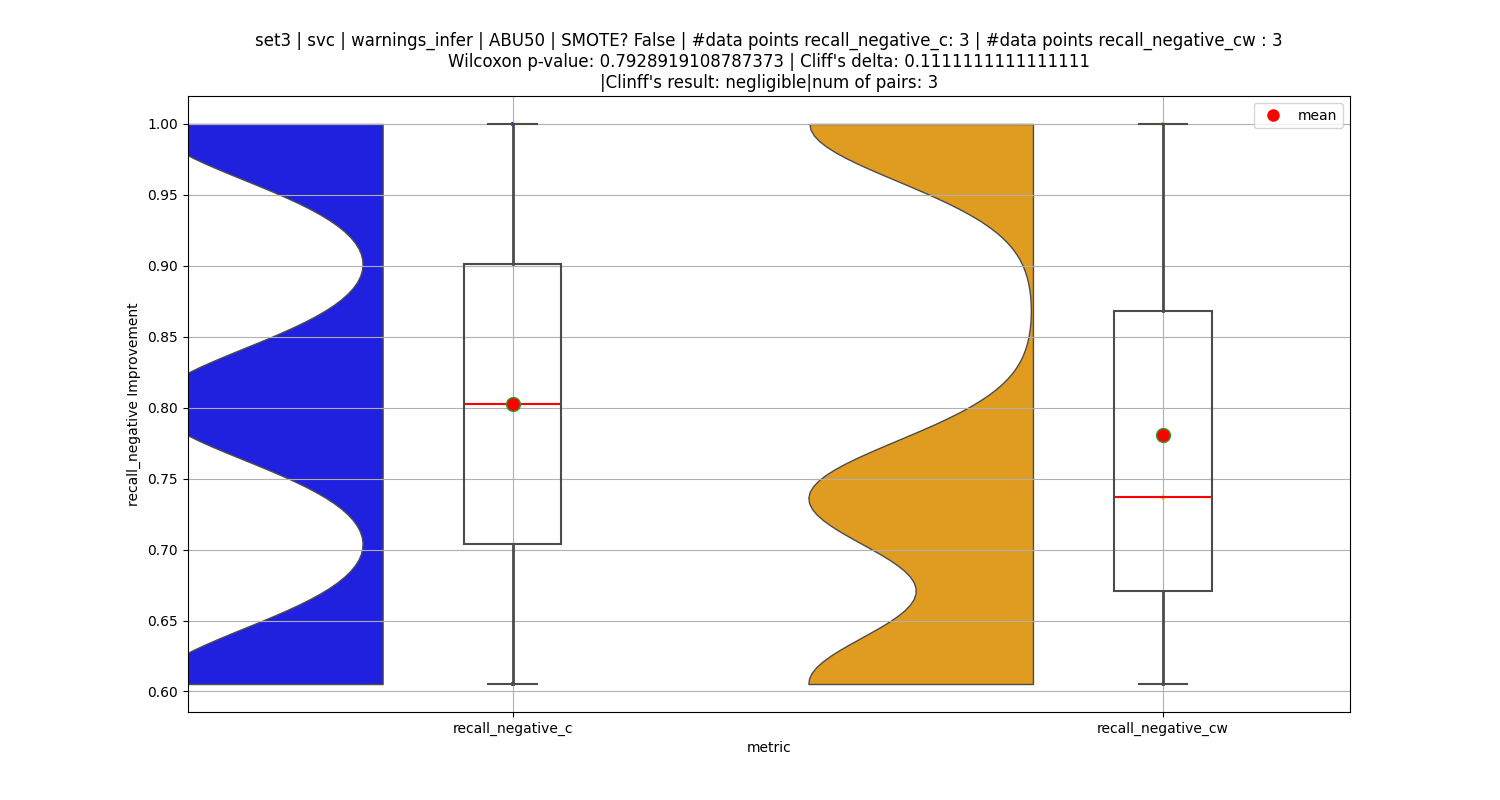 set3 | svc | warnings_infer | ABU50 | SMOTE? False | #data points recall_negative_c: 3 | #data points recall_negative_cw : 3
Wilcoxon p-value: 0.7928919108787373 | Cliff's delta: 0.1111111111111111
|Clinff's result: negligible|num of pairs: 3
mean
1.00
0.95
0.90
0.85
0.80
0.75
0.70
0.65
0.60
recall_negative Improvement
recall_negative_c
recall_negative_cw
metric